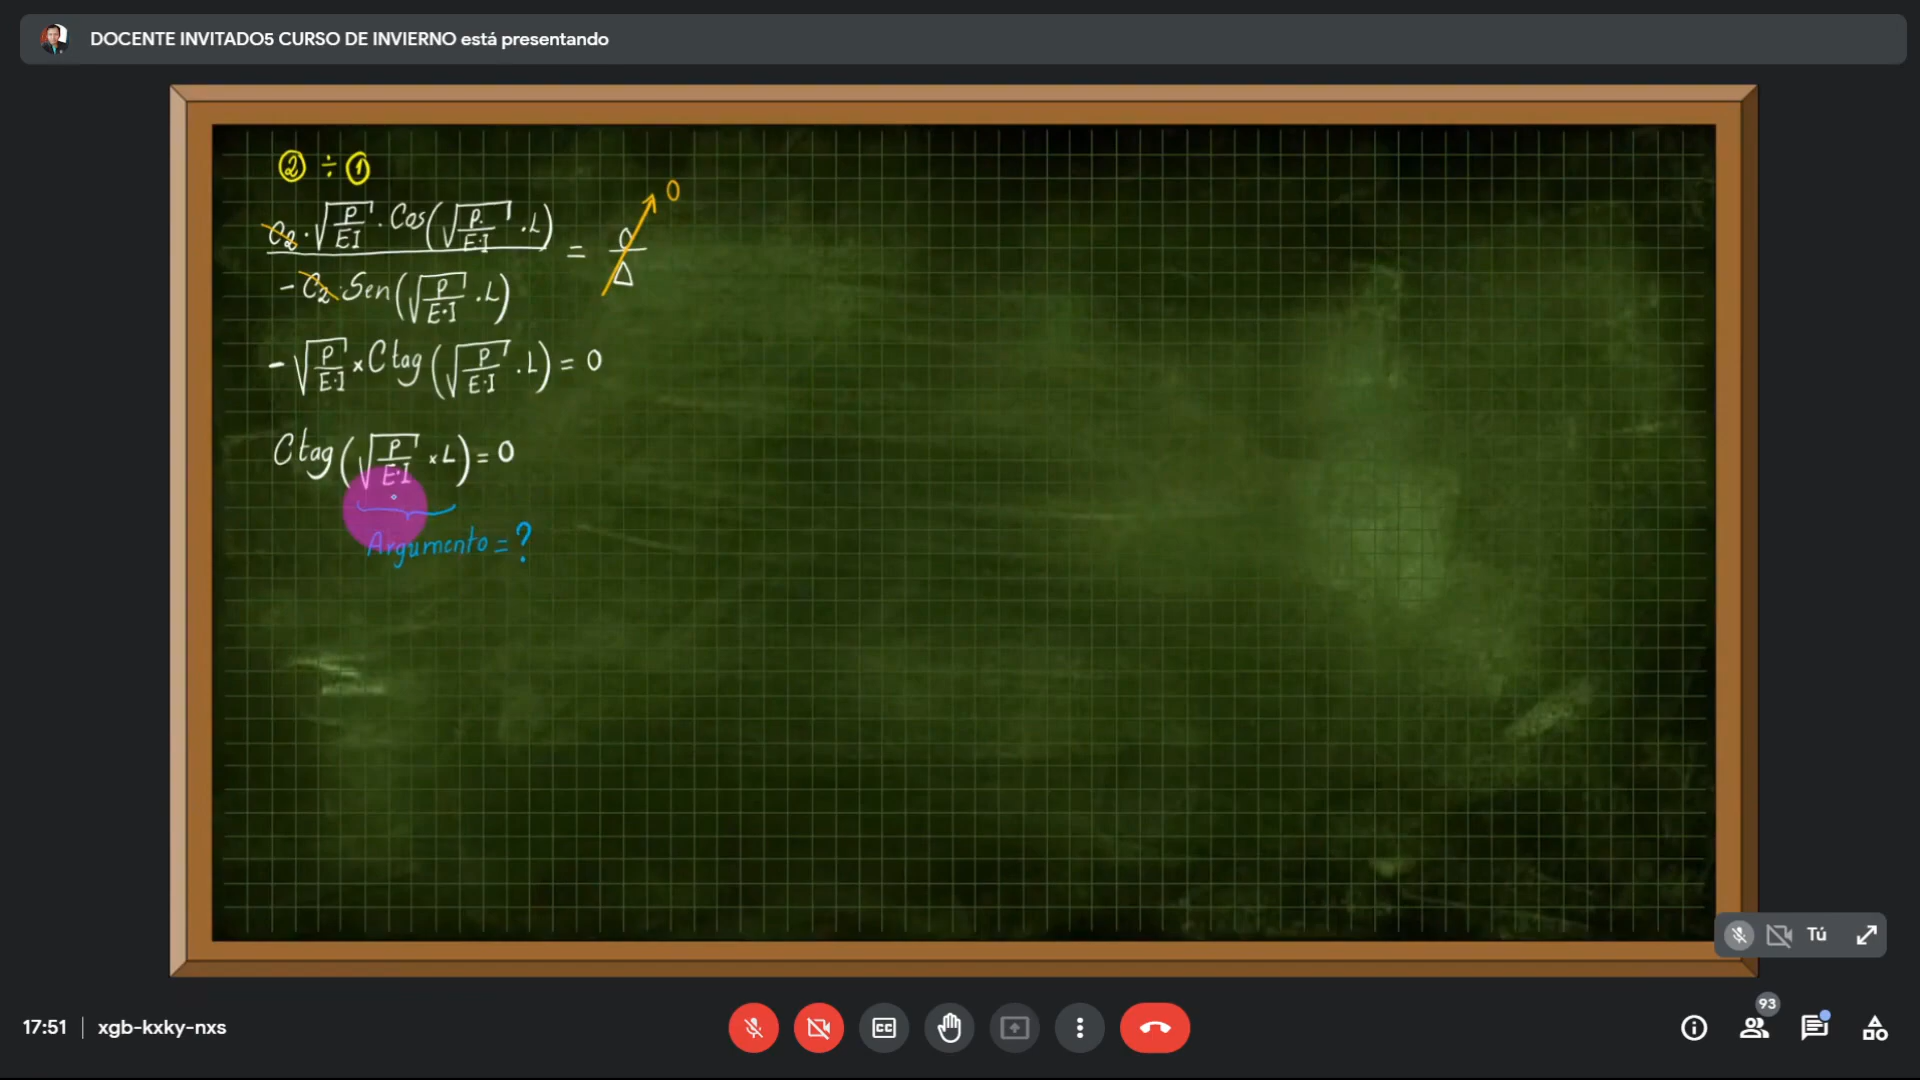 DOCENTE INVITADO5 CURSO DE INVIERNO está presentando
② ÷ ①
C₂ · √(P/EI) · Cos(√(P/E·I) · L) / -C₂ · Sen(√(P/E·I) · L) = 0/Δ → 0
- √(P/E·I) × Ctag (√(P/E·I) · L) = 0
Ctag (√(P/E·I) × L) = 0
Argumento = ?
Tú
17:51 | xgb-kxky-nxs
CC
93